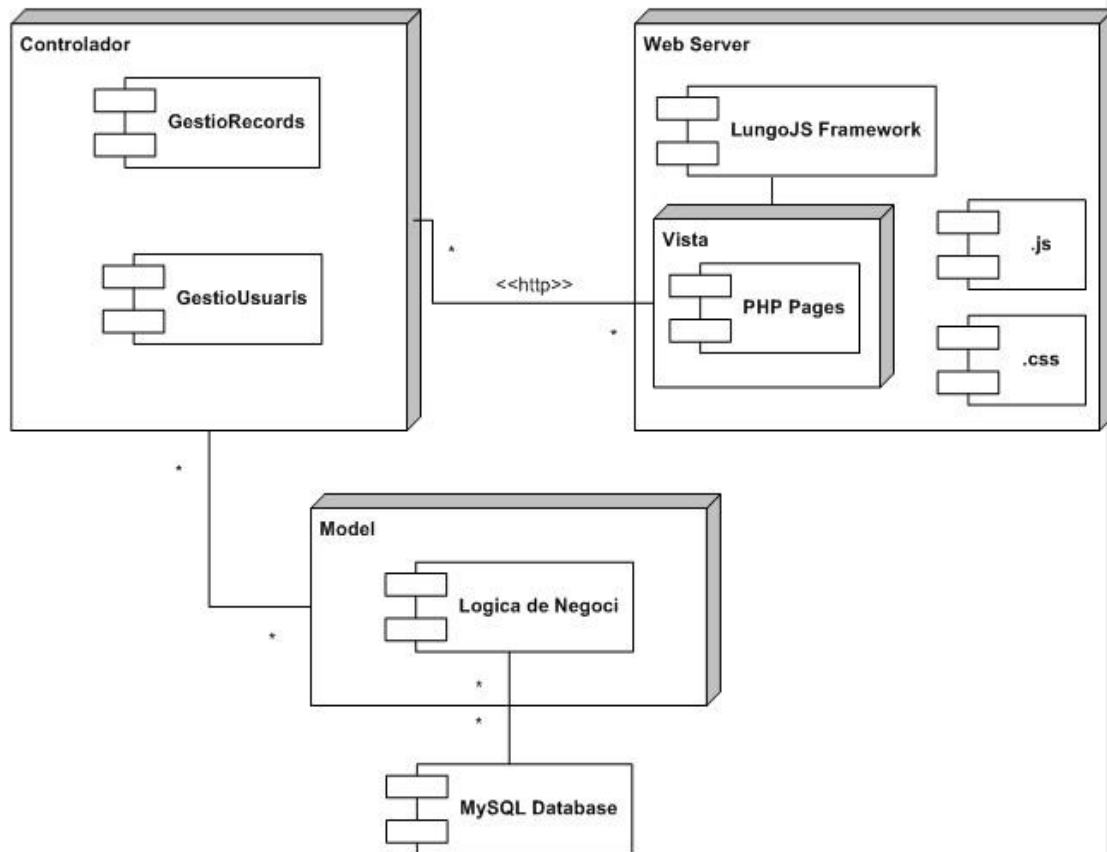 Controlador
GestioRecords
GestioUsuaris
*
<<http>>
*
Web Server
LungoJS Framework
Vista
PHP Pages
.js
.css
*
*
Model
Logica de Negoci
*
*
MySQL Database